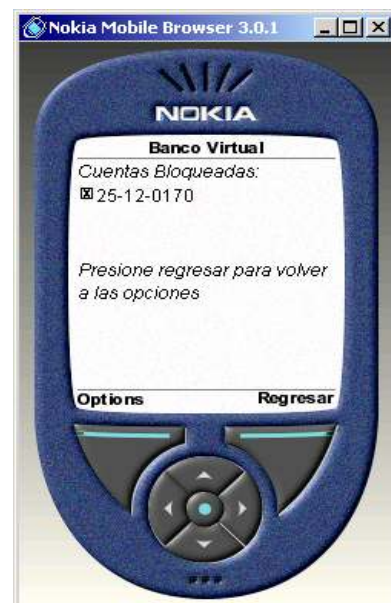 Nokia Mobile Browser 3.0.1
NOKIA
Banco Virtual
Cuentas Bloqueadas:
25-12-0170
Presione regresar para volver
a las opciones
Options Regresar